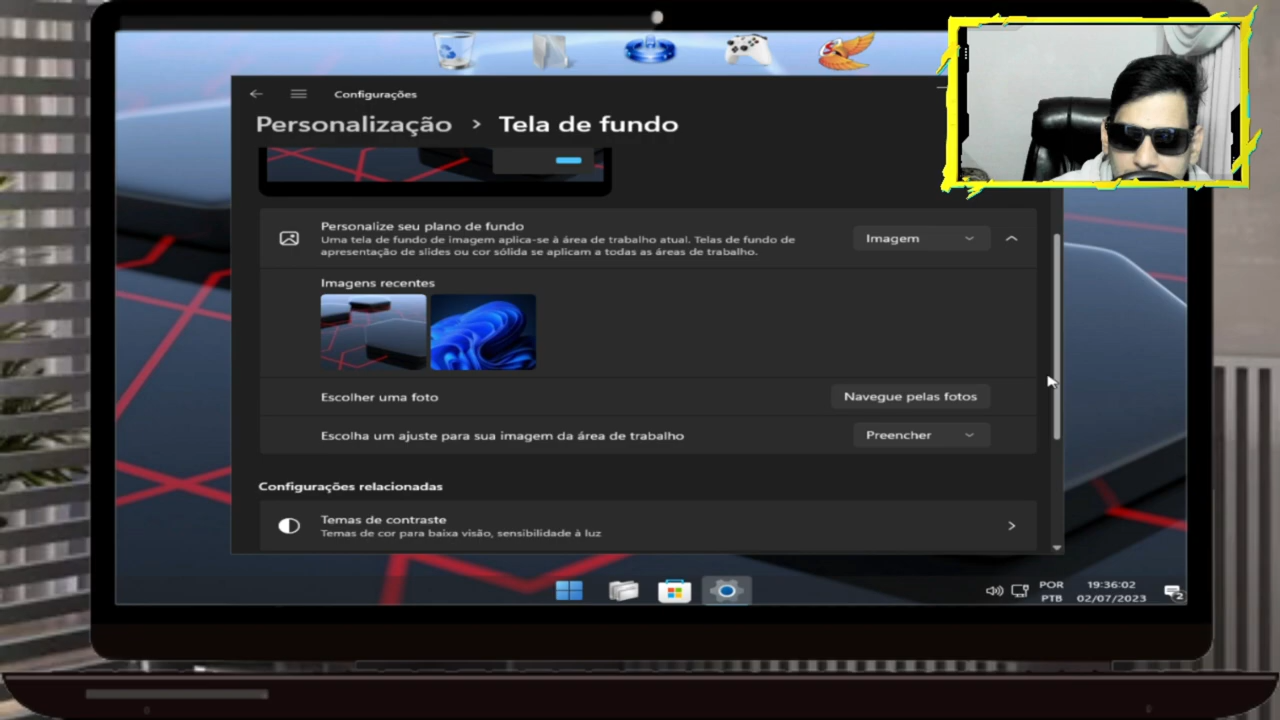 Configurações
Personalização > Tela de fundo
Personalize seu plano de fundo
Uma tela de fundo de imagem aplica-se à área de trabalho atual. Telas de fundo de
apresentação de slides ou cor sólida se aplicam a todas as áreas de trabalho.
Imagem
Imagens recentes
Escolher uma foto
Navegue pelas fotos
Escolha um ajuste para sua imagem da área de trabalho
Preencher
Configurações relacionadas
Temas de contraste
Temas de cor para baixa visão, sensibilidade à luz
POR
PTB
19:36:02
02/07/2023
2